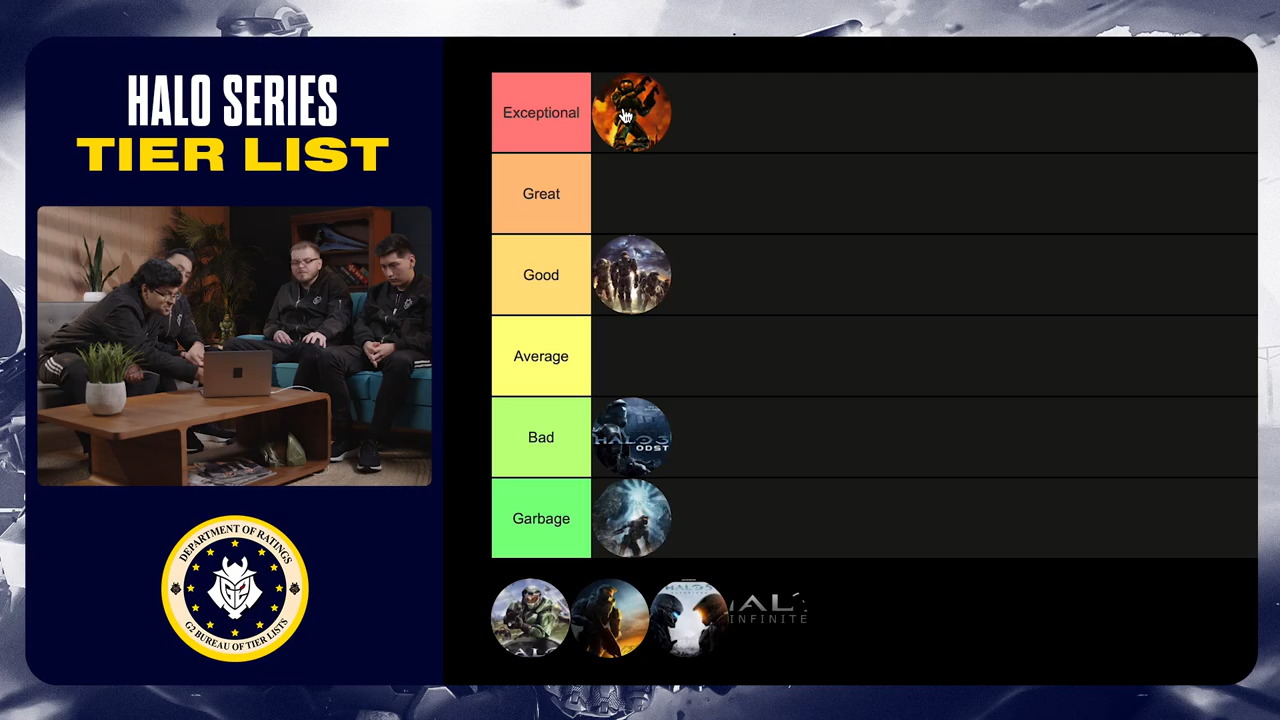 HALO SERIES
TIER LIST
DEPARTMENT OF RATINGS
G2 BUREAU OF TIER LISTS
Exceptional
Great
Good
Average
Bad
HALO 3
ODST
Garbage
INFINITE